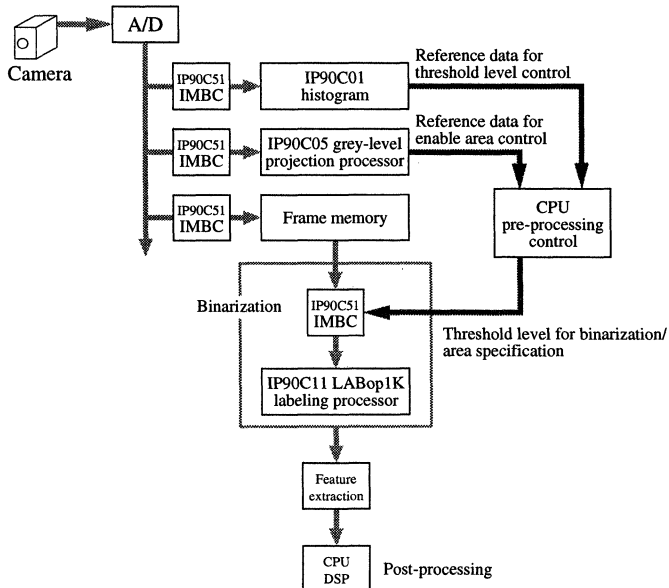 A/D
Camera
IP90C51
IMBC
IP90C01
histogram
Reference data for
threshold level control
IP90C51
IMBC
IP90C05 grey-level
projection processor
Reference data for
enable area control
IP90C51
IMBC
Frame memory
CPU
pre-processing
control
Binarization
IP90C51
IMBC
Threshold level for binarization/
area specification
IP90C11 LABop1K
labeling processor
Feature
extraction
CPU
DSP
Post-processing